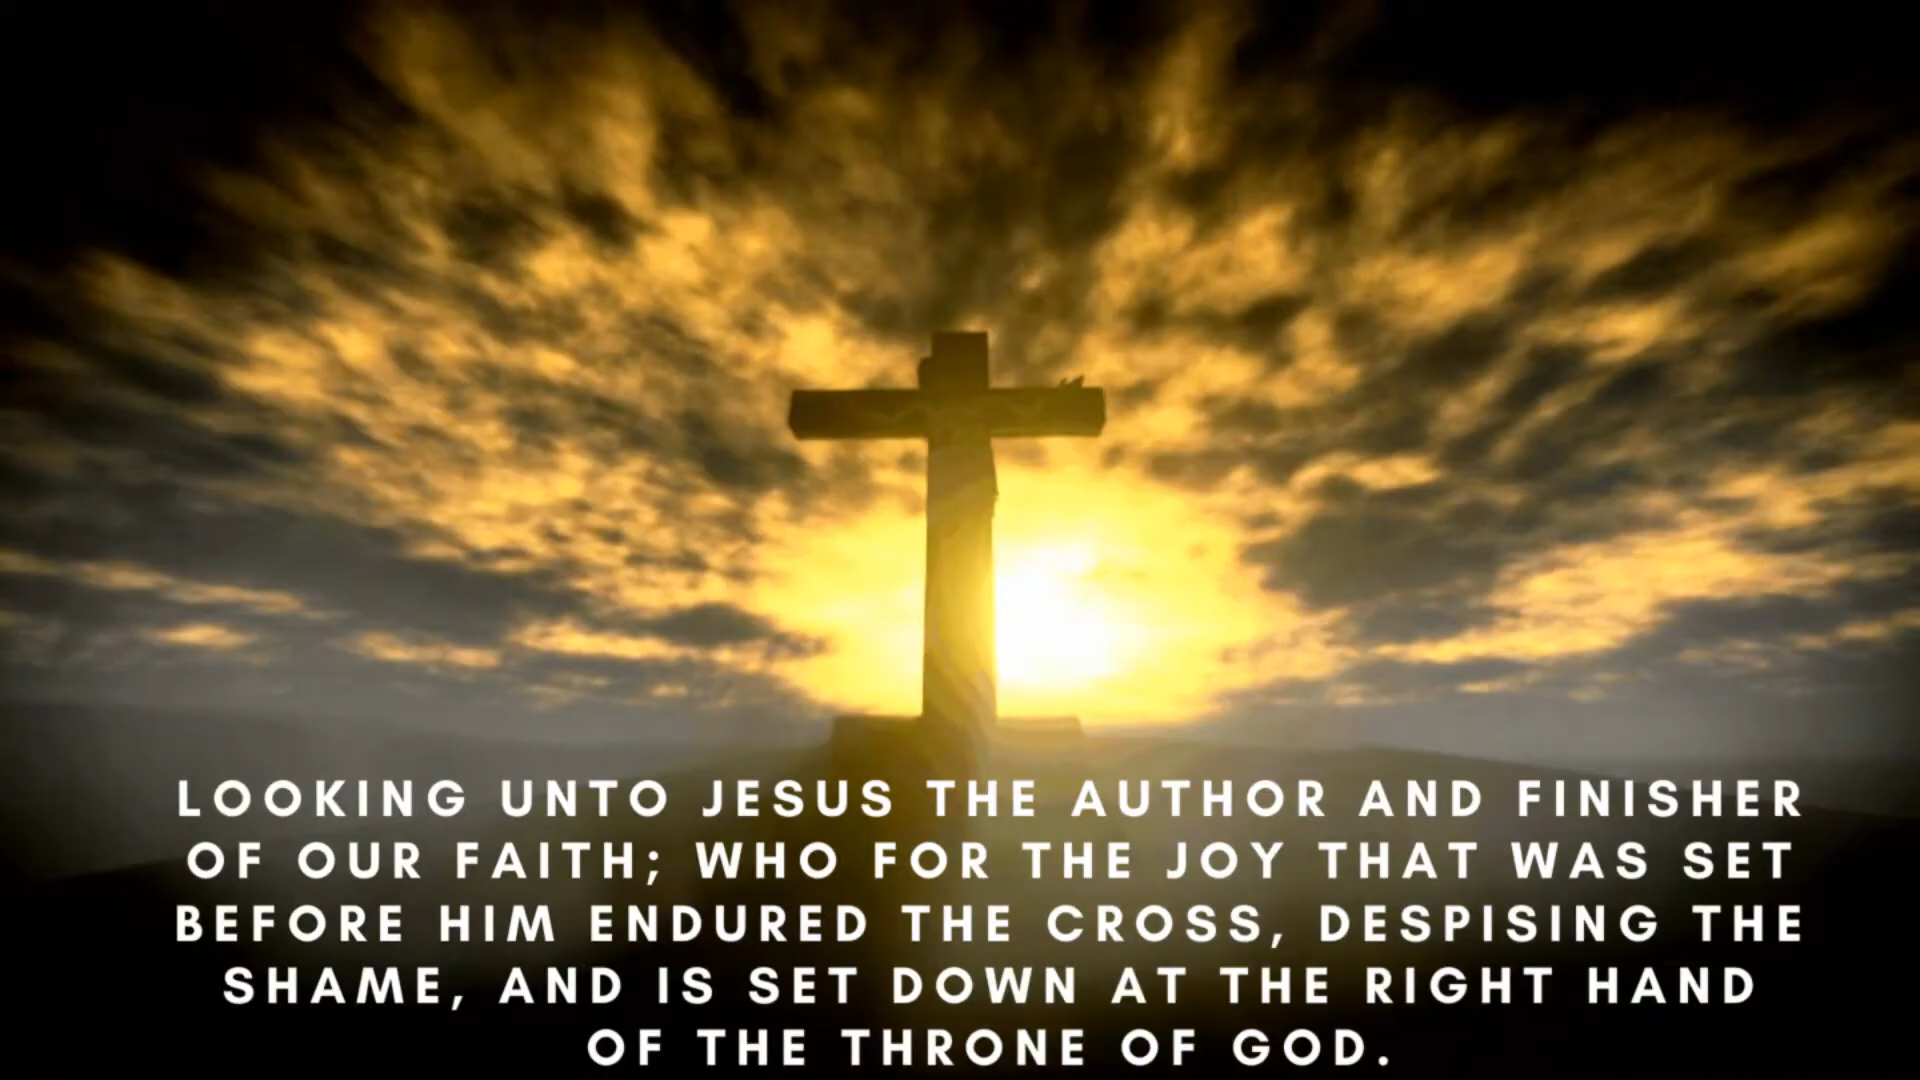 LOOKING UNTO JESUS THE AUTHOR AND FINISHER
OF OUR FAITH; WHO FOR THE JOY THAT WAS SET
BEFORE HIM ENDURED THE CROSS, DESPISING THE
SHAME, AND IS SET DOWN AT THE RIGHT HAND
OF THE THRONE OF GOD.